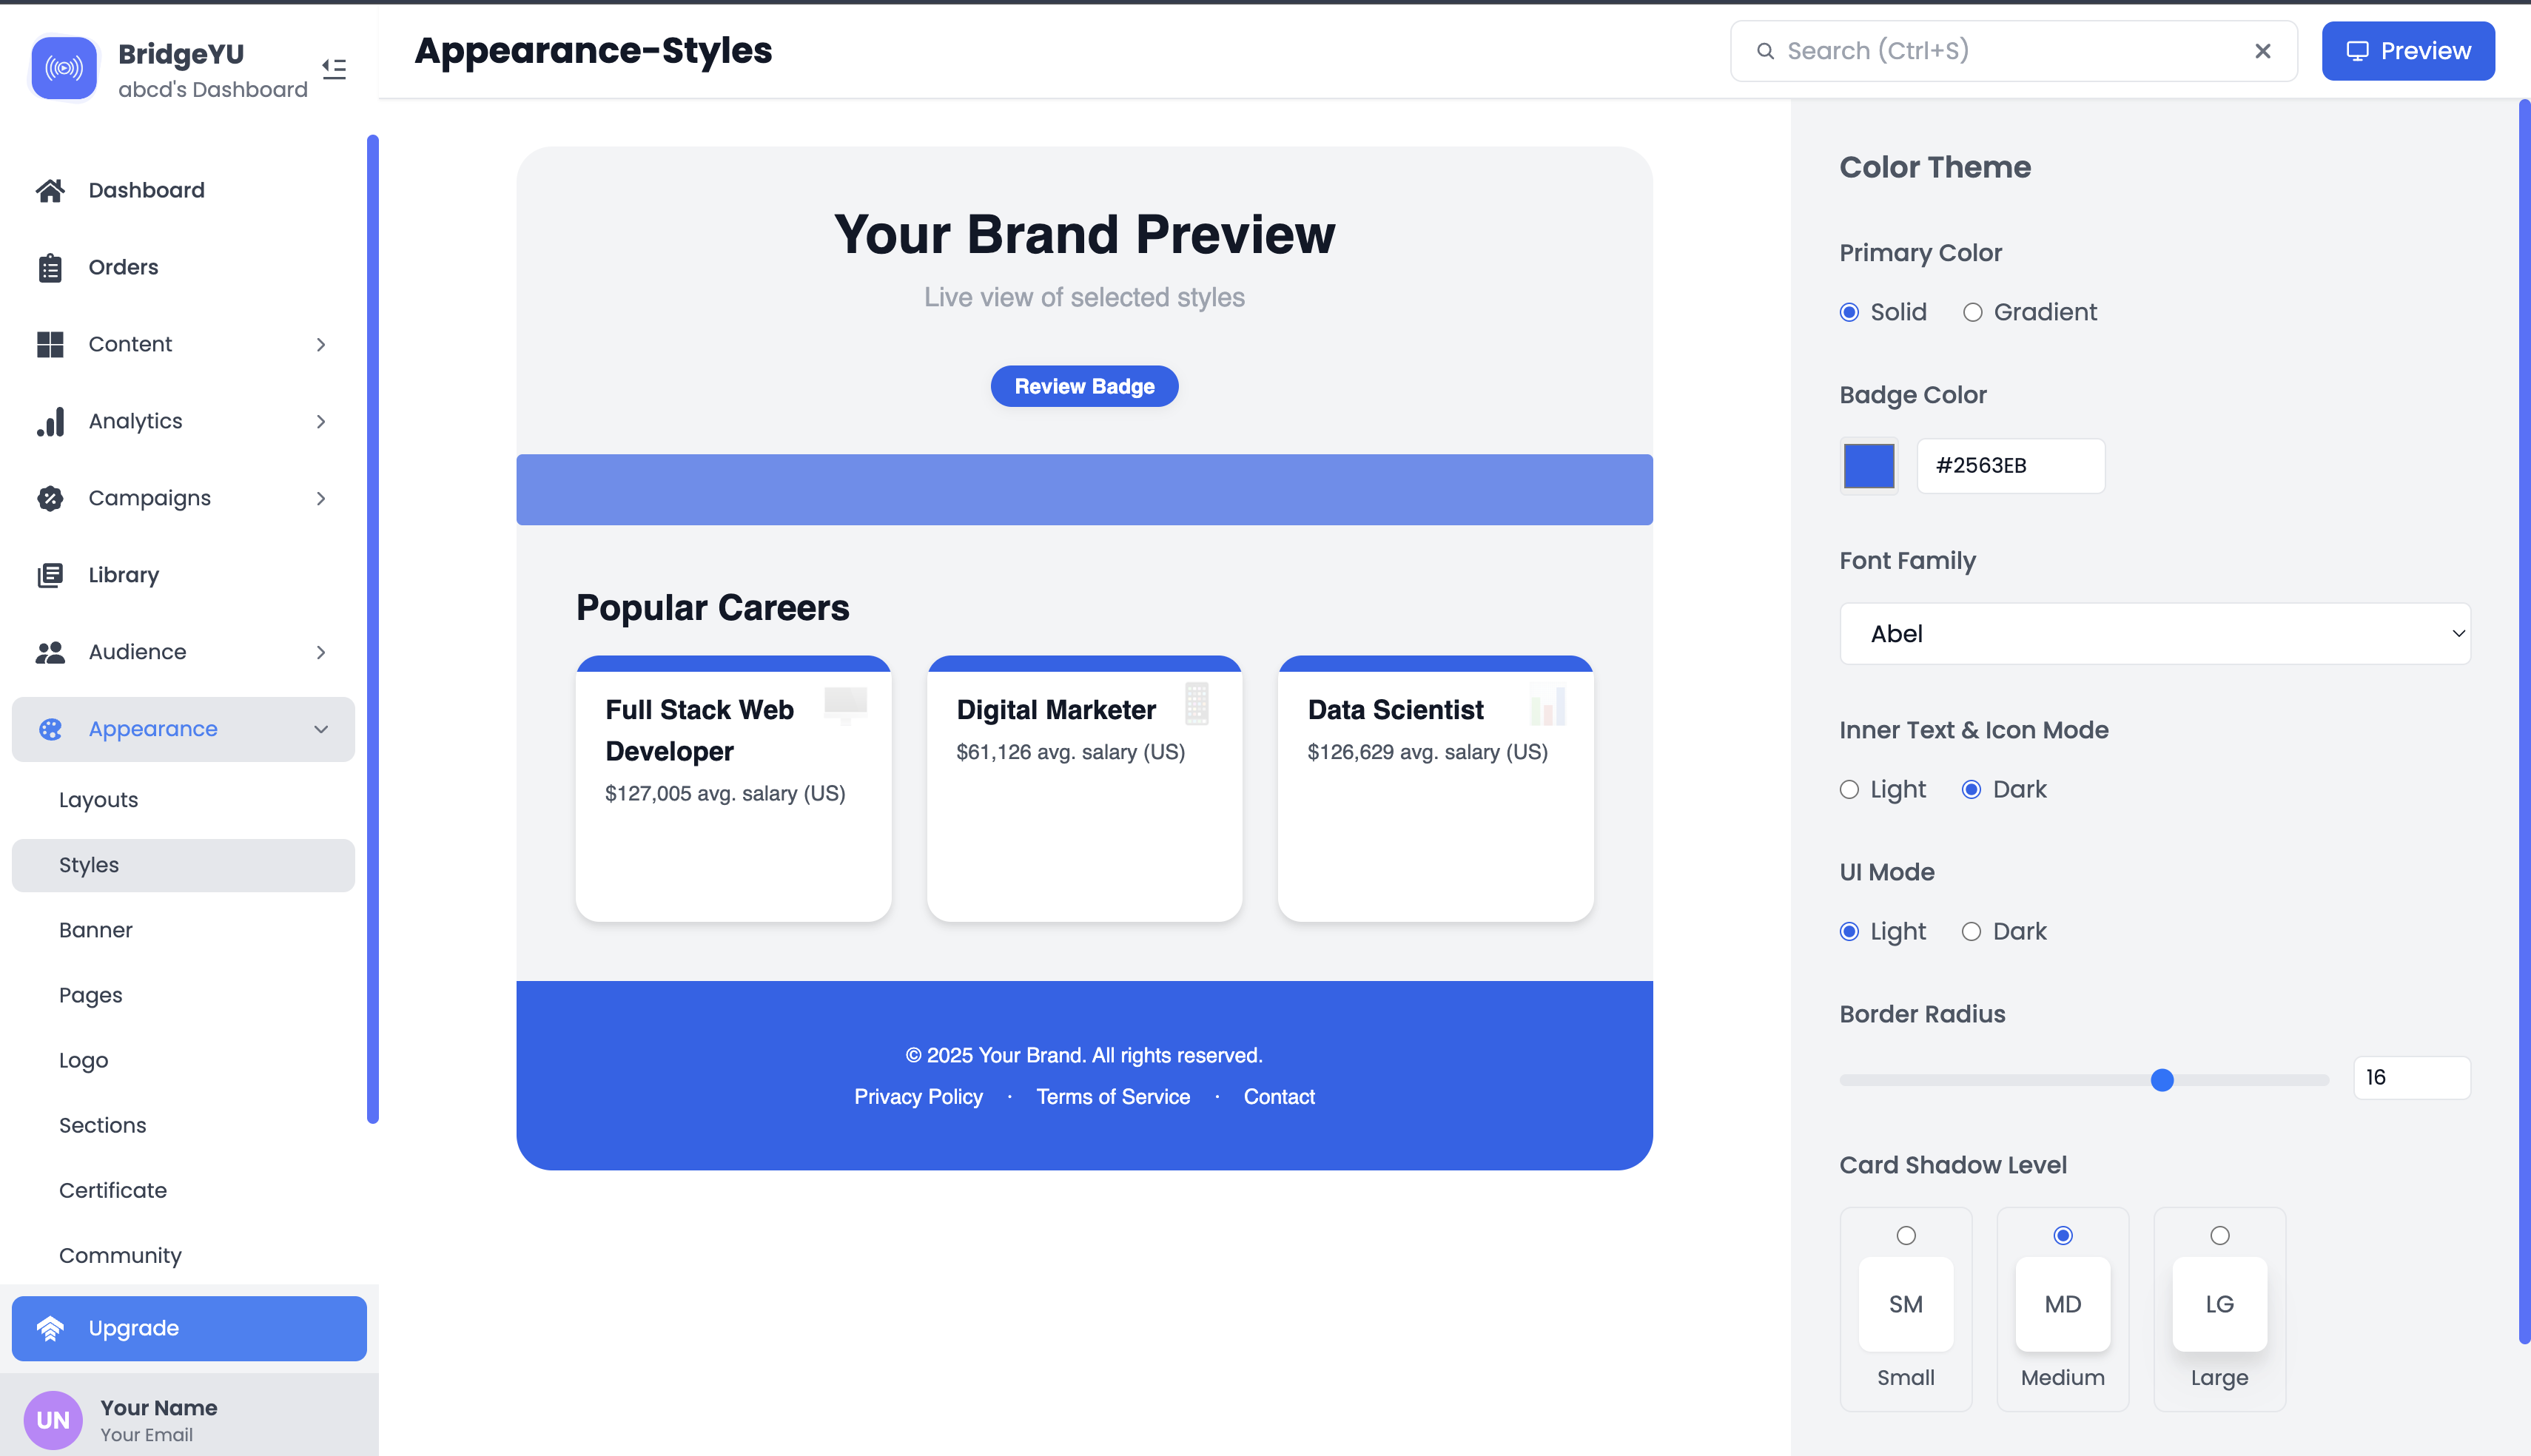 BridgeYU
abcd's Dashboard
Dashboard
Orders
Content
Analytics
Campaigns
Library
Audience
Appearance
Layouts
Styles
Banner
Pages
Logo
Sections
Certificate
Community
Upgrade
UN
Your Name
Your Email
Appearance-Styles
Search (Ctrl+S)
Preview
Your Brand Preview
Live view of selected styles
Review Badge
Popular Careers
Full Stack Web
Developer
$127,005 avg. salary (US)
Digital Marketer
$61,126 avg. salary (US)
Data Scientist
$126,629 avg. salary (US)
© 2025 Your Brand. All rights reserved.
Privacy Policy · Terms of Service · Contact
Color Theme
Primary Color
Solid Gradient
Badge Color
#2563EB
Font Family
Abel
Inner Text & Icon Mode
Light Dark
UI Mode
Light Dark
Border Radius
16
Card Shadow Level
SM MD LG
Small Medium Large